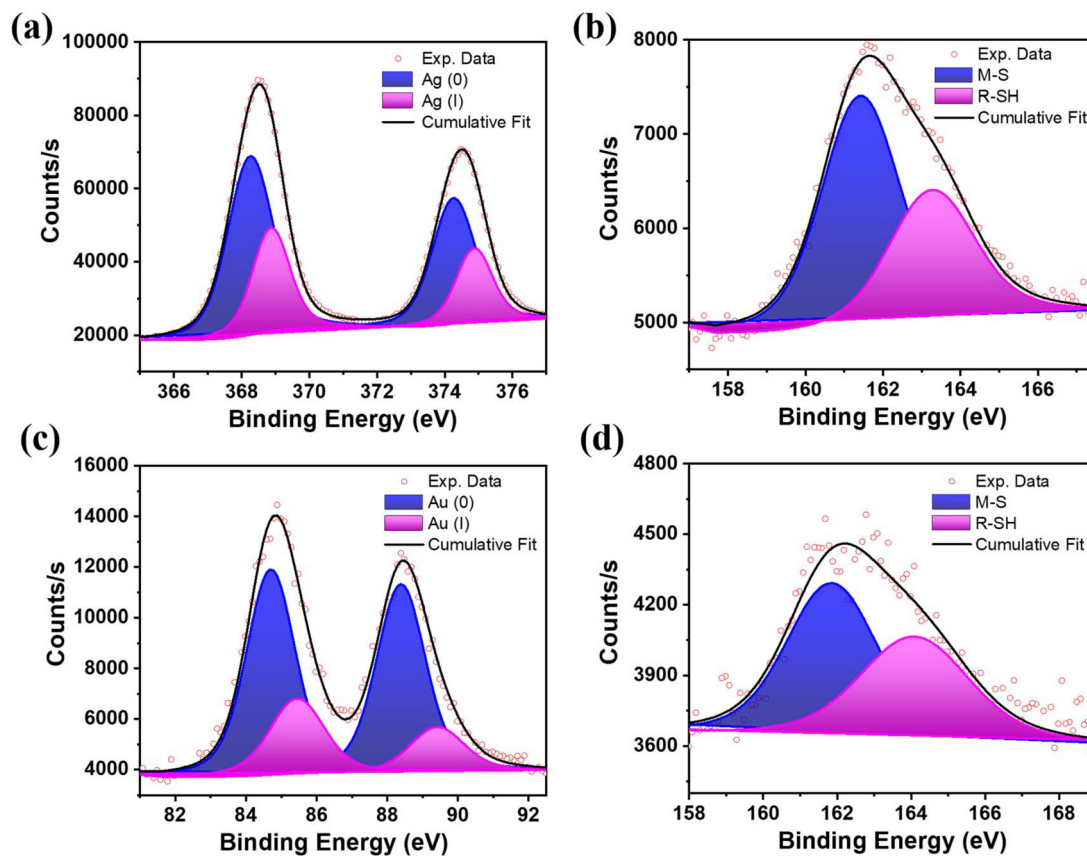 (a)
100000
80000
60000
40000
20000
Counts/s
Exp. Data
Ag (0)
Ag (I)
Cumulative Fit
366 368 370 372 374 376
Binding Energy (eV)
(b)
8000
7000
6000
5000
Counts/s
Exp. Data
M-S
R-SH
Cumulative Fit
158 160 162 164 166
Binding Energy (eV)
(c)
16000
14000
12000
10000
8000
6000
4000
Counts/s
Exp. Data
Au (0)
Au (I)
Cumulative Fit
82 84 86 88 90 92
Binding Energy (eV)
(d)
4800
4500
4200
3900
3600
Counts/s
Exp. Data
M-S
R-SH
Cumulative Fit
158 160 162 164 166 168
Binding Energy (eV)